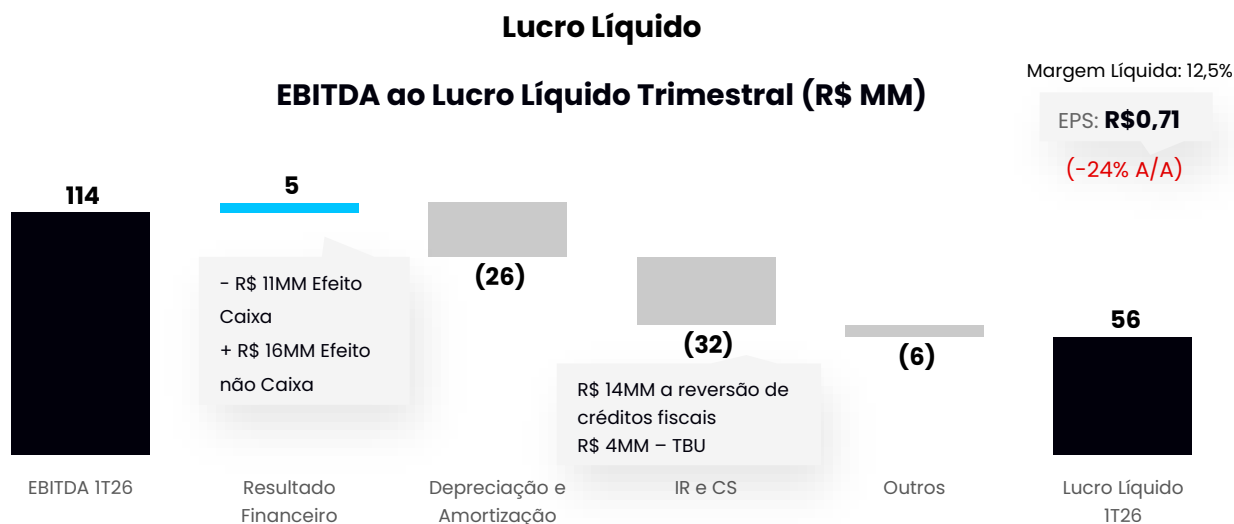 Lucro Líquido
EBITDA ao Lucro Líquido Trimestral (R$ MM)
Margem Líquida: 12,5%
EPS: R$0,71
(-24% A/A)
114
5
(26)
(32)
(6)
56
- R$ 11MM Efeito
Caixa
+ R$ 16MM Efeito
não Caixa
R$ 14MM a reversão de
créditos fiscais
R$ 4MM – TBU
EBITDA 1T26
Resultado
Financeiro
Depreciação e
Amortização
IR e CS
Outros
Lucro Líquido
1T26